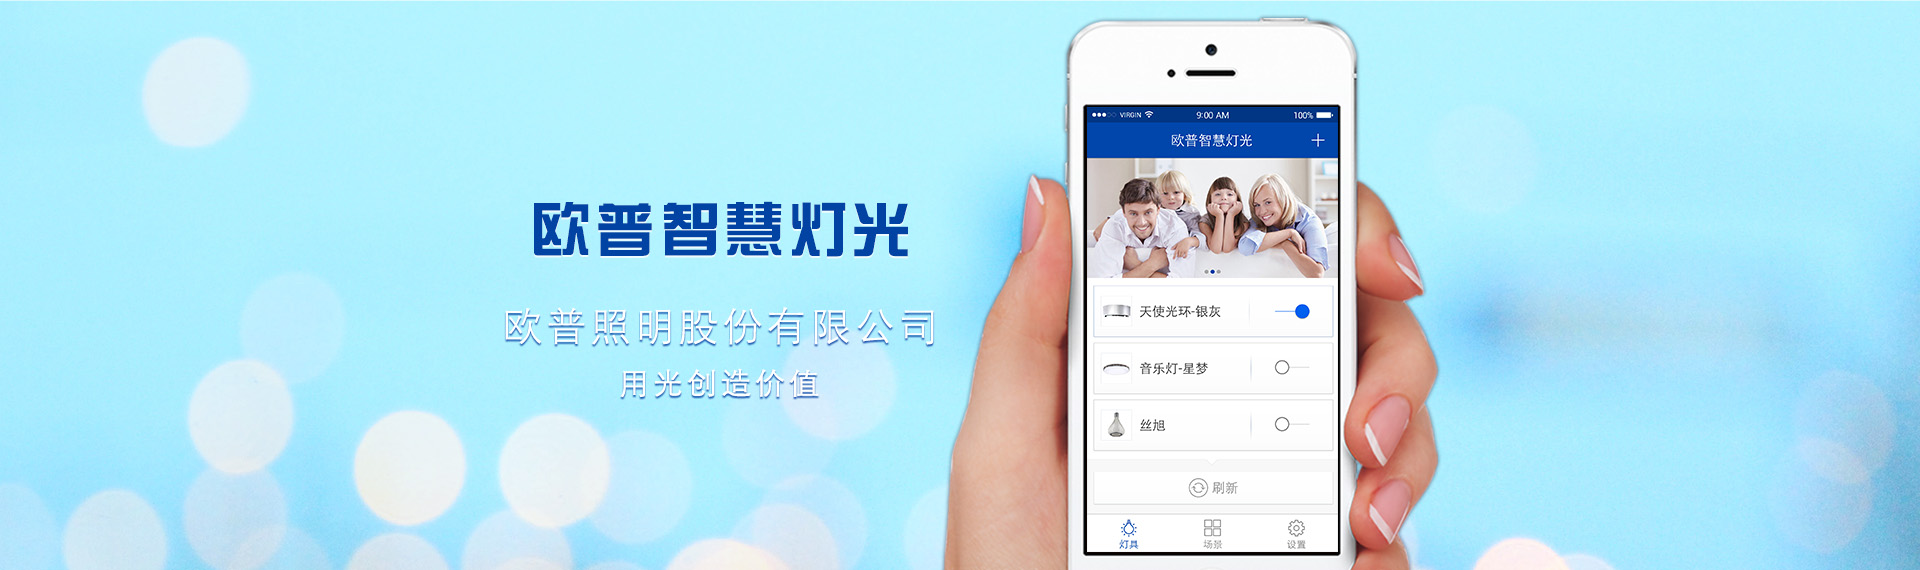 欧普智慧灯光
欧普照明股份有限公司
用光创造价值
VIRGIN 9:00 AM 100%
欧普智慧灯光
天使光环-银灰
音乐灯-星梦
丝旭
刷新
灯具 场景 设置